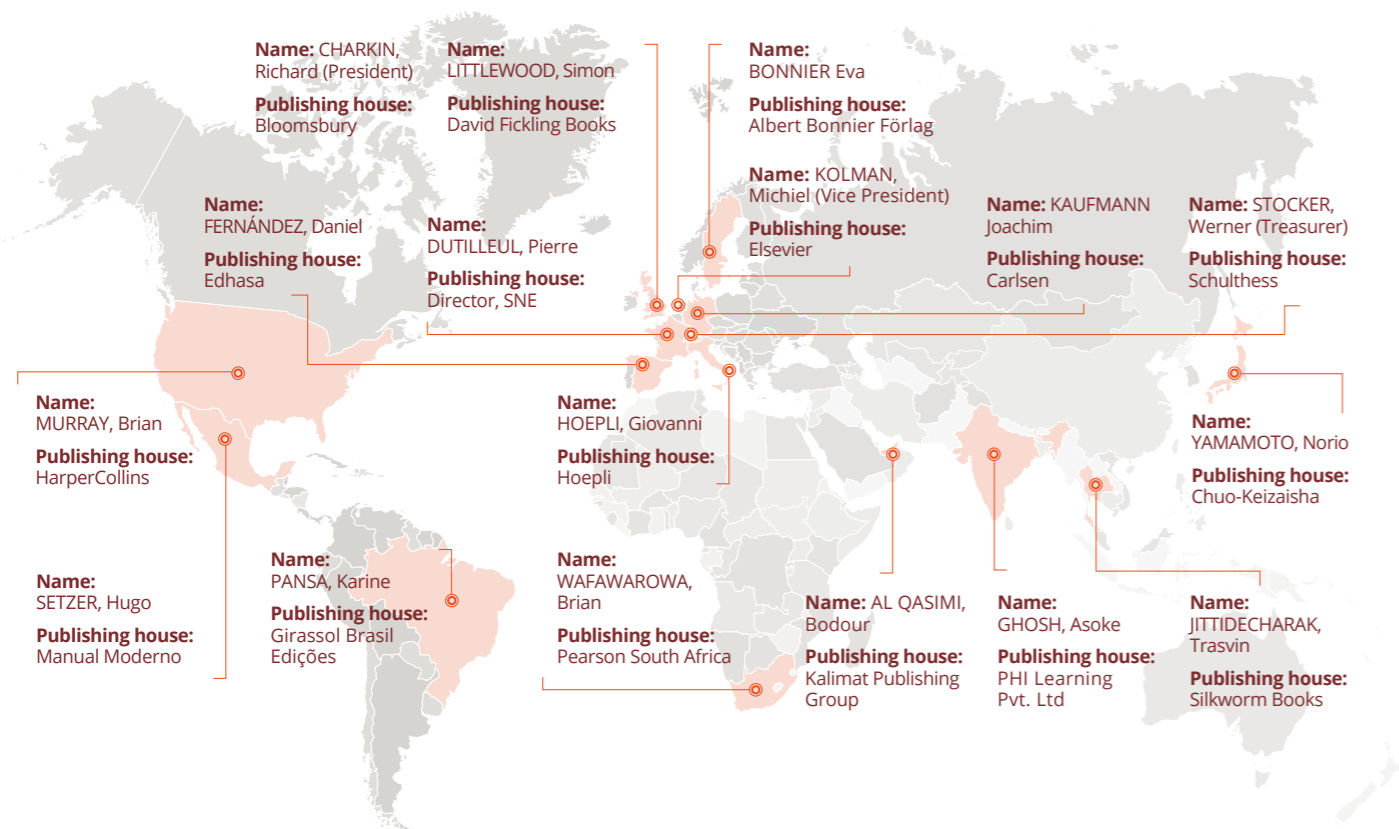 Name: CHARKIN,
Richard (President)
Publishing house:
Bloomsbury
Name:
LITTLEWOOD, Simon
Publishing house:
David Fickling Books
Name:
BONNIER Eva
Publishing house:
Albert Bonnier Förlag
Name: KOLMAN,
Michiel (Vice President)
Publishing house:
Elsevier
Name:
FERNÁNDEZ, Daniel
Publishing house:
Edhasa
Name:
DUTILLEUL, Pierre
Publishing house:
Director, SNE
Name: KAUFMANN
Joachim
Publishing house:
Carlsen
Name: STOCKER,
Werner (Treasurer)
Publishing house:
Schulthess
Name:
MURRAY, Brian
Publishing house:
HarperCollins
Name:
HOEPLI, Giovanni
Publishing house:
Hoepli
Name:
YAMAMOTO, Norio
Publishing house:
Chuo-Keizaisha
Name:
SETZER, Hugo
Publishing house:
Manual Moderno
Name:
PANSA, Karine
Publishing house:
Girassol Brasil
Edições
Name:
WAFAWAROWA,
Brian
Publishing house:
Pearson South Africa
Name: AL QASIMI,
Bodour
Publishing house:
Kalimat Publishing
Group
Name:
GHOSH, Asoke
Publishing house:
PHI Learning
Pvt. Ltd
Name:
JITTIDECHARAK,
Trasvin
Publishing house:
Silkworm Books